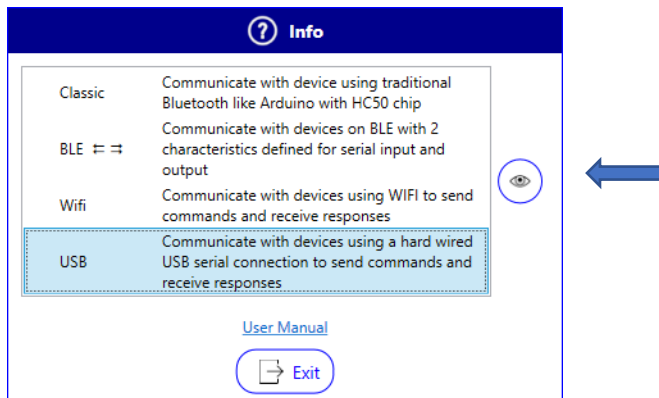 Info
Classic
Communicate with device using traditional
Bluetooth like Arduino with HC50 chip
BLE ⇇ ⇉
Communicate with devices on BLE with 2
characteristics defined for serial input and
output
Wifi
Communicate with devices using WIFI to send
commands and receive responses
USB
Communicate with devices using a hard wired
USB serial connection to send commands and
receive responses
User Manual
Exit